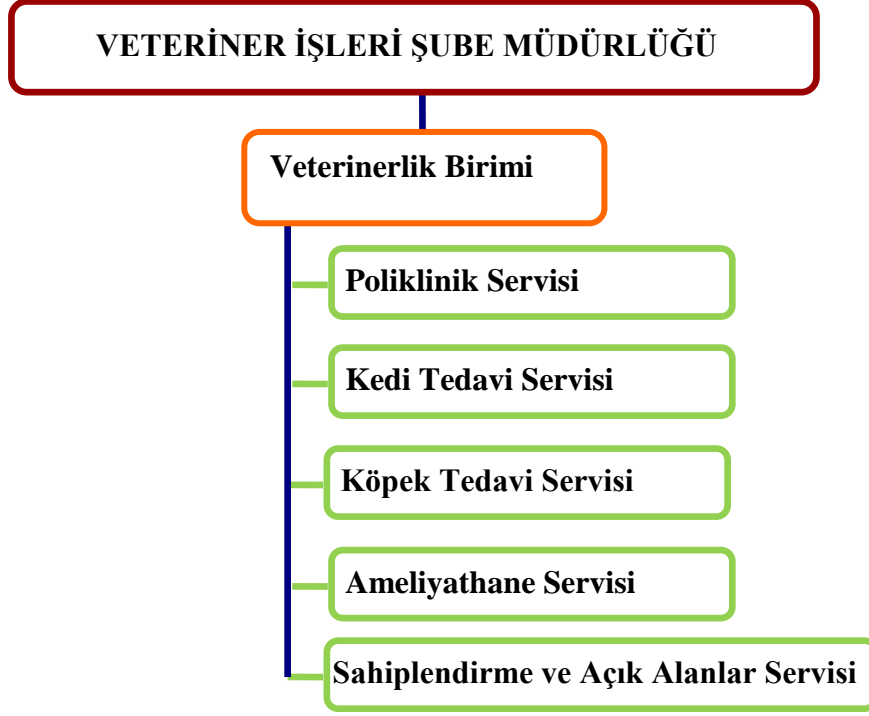 VETERİNER İŞLERİ ŞUBE MÜDÜRLÜĞÜ
Veterinerlik Birimi
Poliklinik Servisi
Kedi Tedavi Servisi
Köpek Tedavi Servisi
Ameliyathane Servisi
Sahiplendirme ve Açık Alanlar Servisi